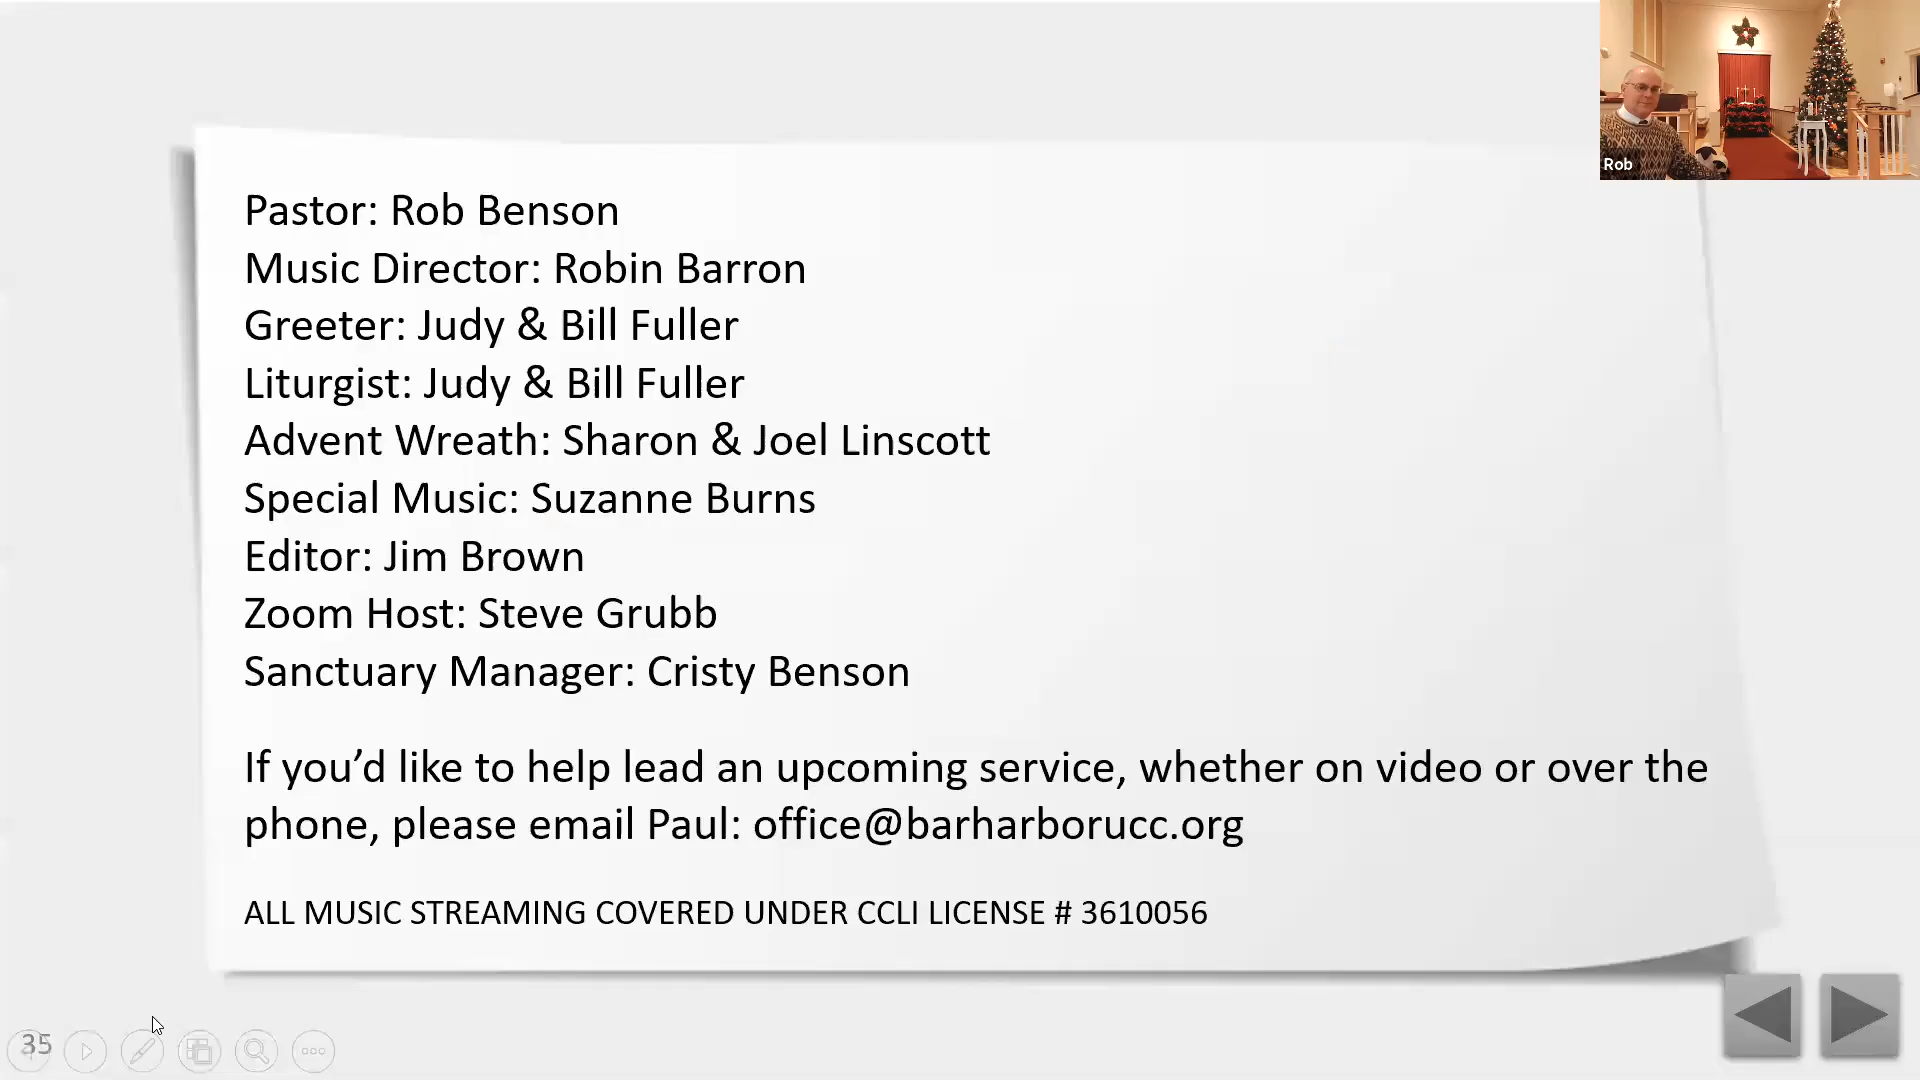 Rob
Pastor: Rob Benson
Music Director: Robin Barron
Greeter: Judy & Bill Fuller
Liturgist: Judy & Bill Fuller
Advent Wreath: Sharon & Joel Linscott
Special Music: Suzanne Burns
Editor: Jim Brown
Zoom Host: Steve Grubb
Sanctuary Manager: Cristy Benson
If you’d like to help lead an upcoming service, whether on video or over the
phone, please email Paul: office@barharborucc.org
ALL MUSIC STREAMING COVERED UNDER CCLI LICENSE # 3610056
35